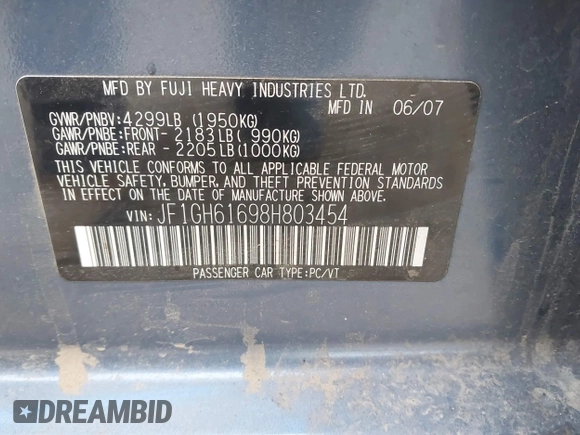 MFD BY FUJI HEAVY INDUSTRIES LTD.
MFD IN 06/07
GVWR/PNBV:4299LB (1950KG)
GAWR/PNBE:FRONT-2183LB( 990KG)
GAWR/PNBE:REAR -2205LB(1000KG)
THIS VEHICLE CONFORMS TO ALL APPLICABLE FEDERAL MOTOR
VEHICLE SAFETY, BUMPER, AND THEFT PREVENTION STANDARDS
IN EFFECT ON THE DATE OF MANUFACTURE SHOWN ABOVE.
VIN: JF1GH61698H803454
PASSENGER CAR TYPE:PC/VT
DREAMBID